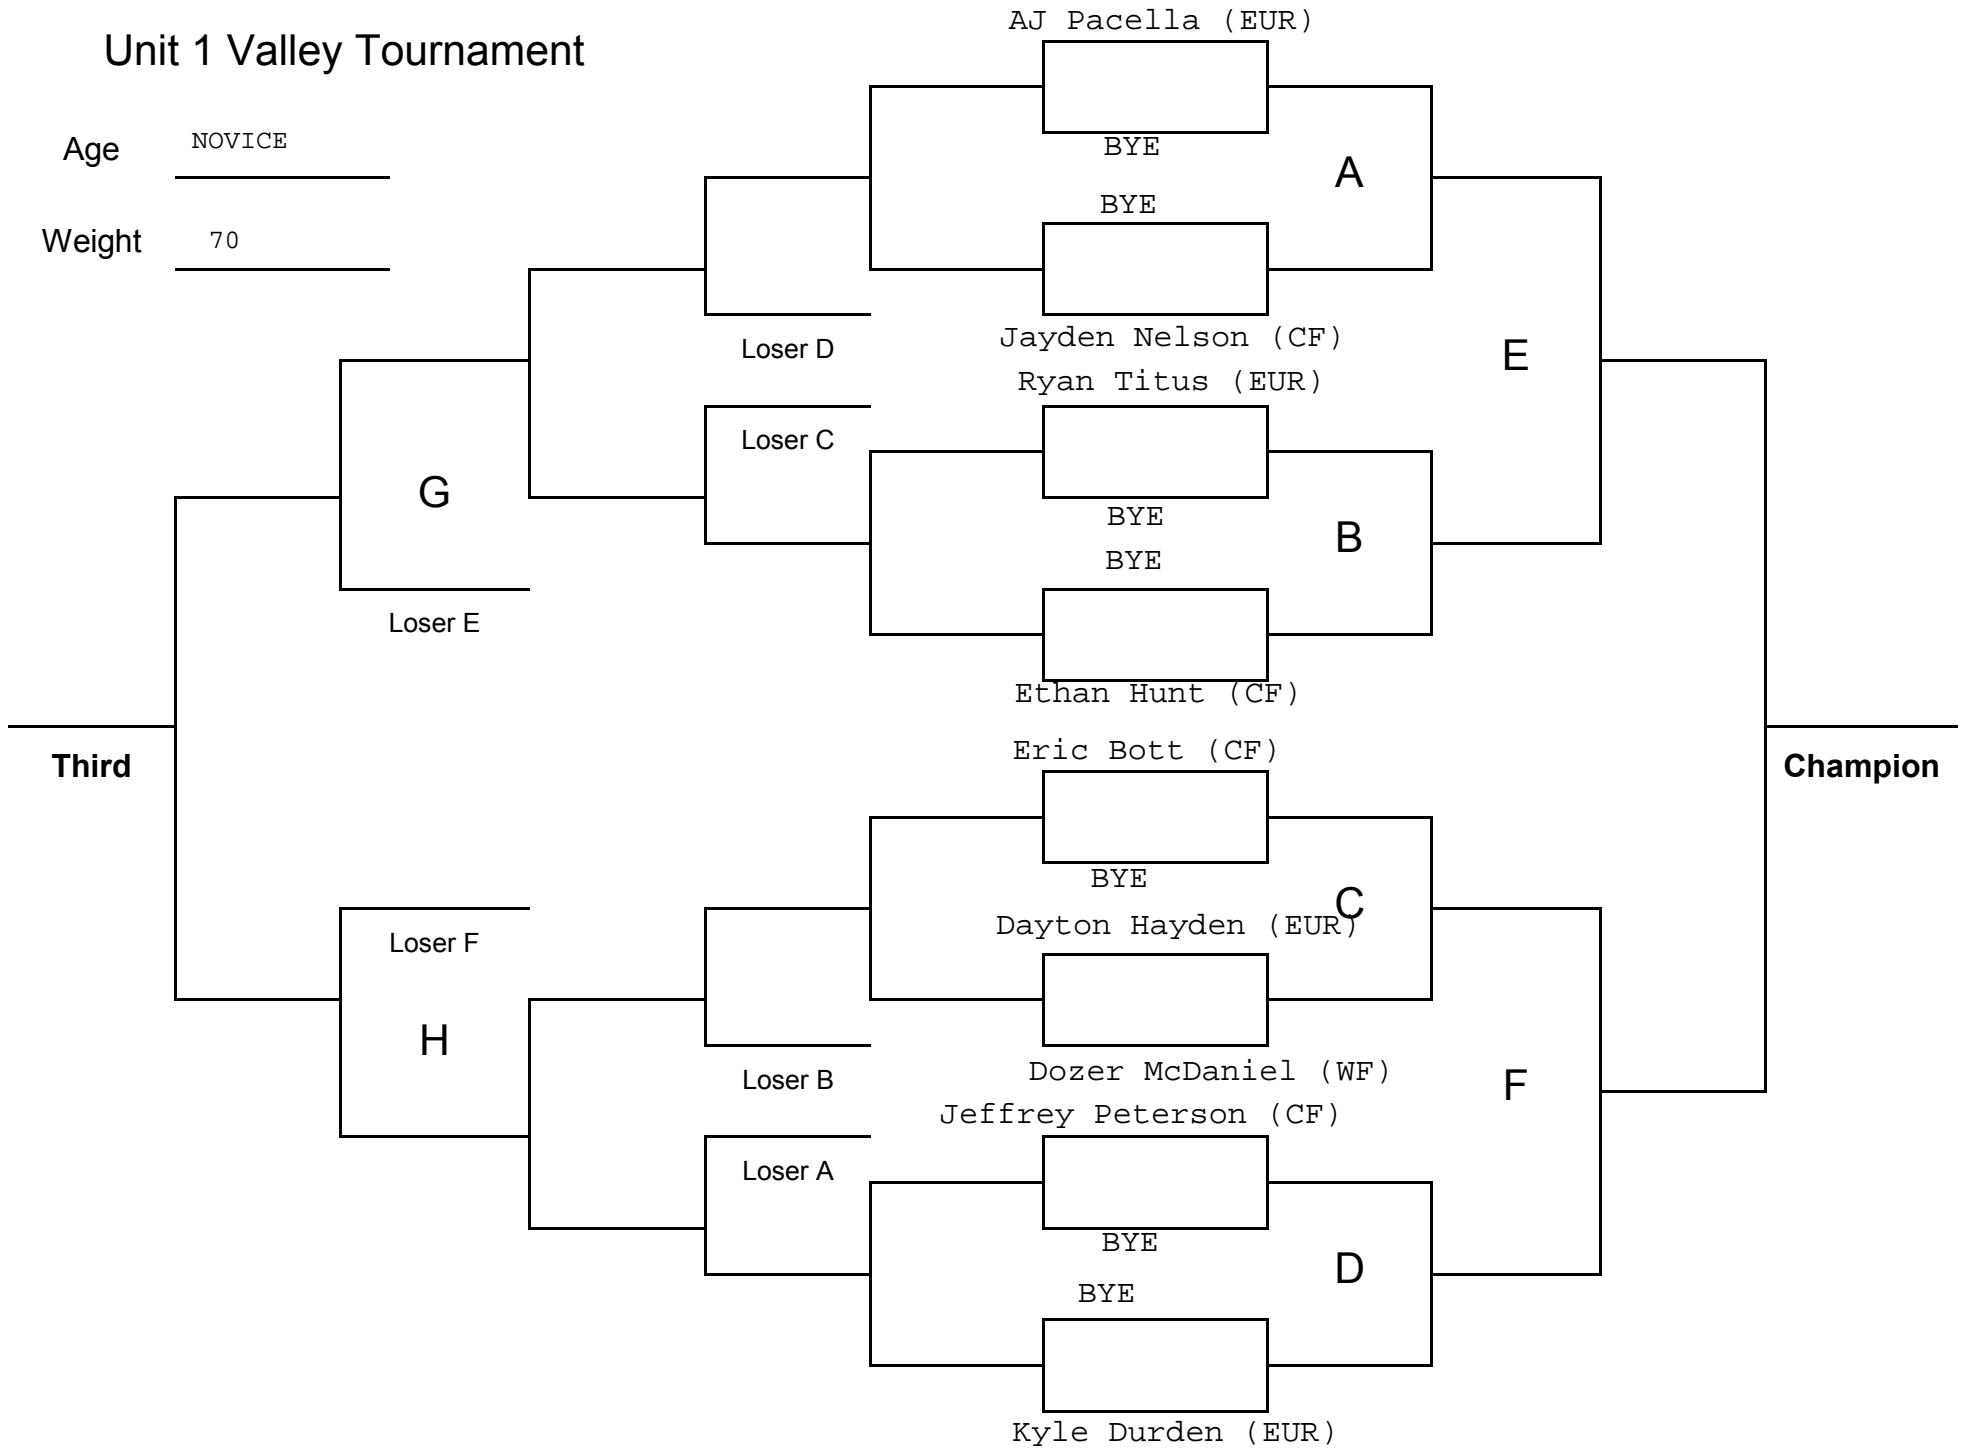 Unit 1 Valley Tournament
Age NOVICE
Weight 70
AJ Pacella (EUR)
BYE
A
BYE
Jayden Nelson (CF)
Loser D
E
Ryan Titus (EUR)
Loser C
BYE
G
B
BYE
Loser E
Ethan Hunt (CF)
Third
Champion
Eric Bott (CF)
BYE
C
Dayton Hayden (EUR)
Loser F
H
Dozer McDaniel (WF)
Loser B
F
Jeffrey Peterson (CF)
Loser A
BYE
D
BYE
Kyle Durden (EUR)